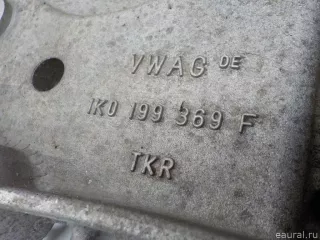 VWAG DE
1K0 199 369 F
TKR
eaural.ru